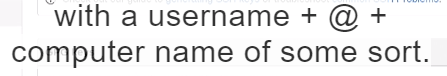 with a username + @ +
computer name of some sort.